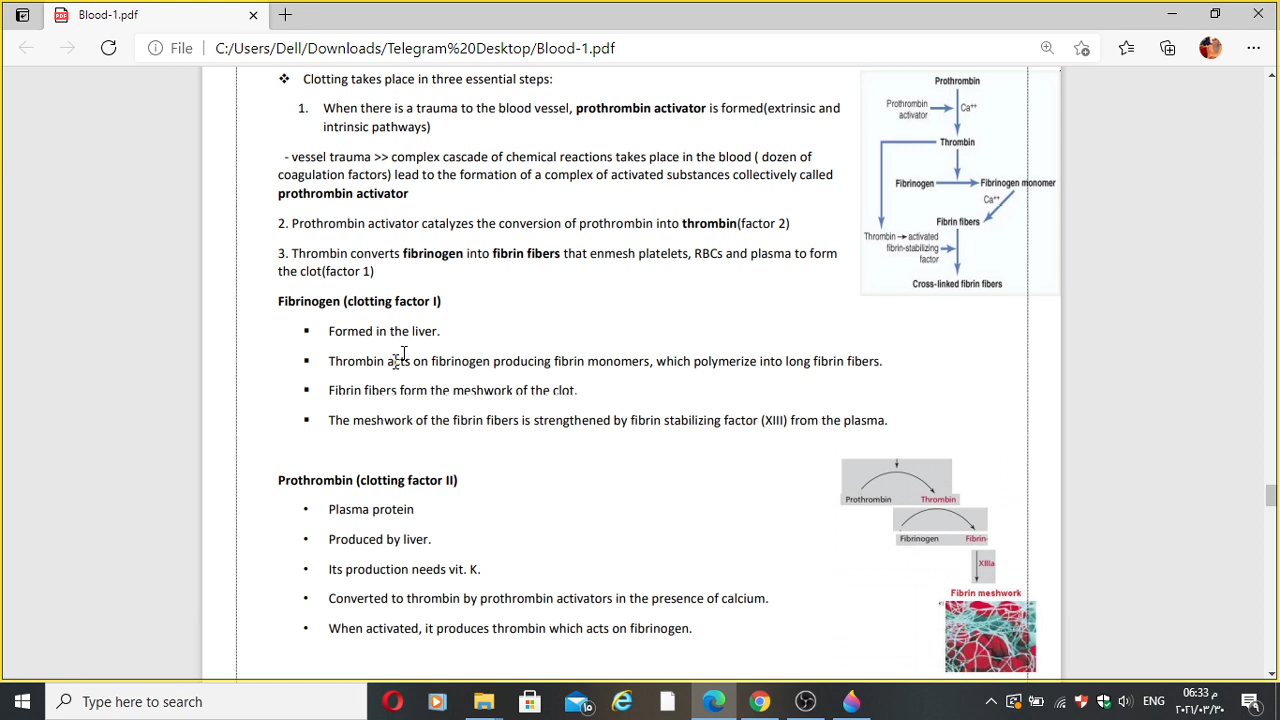 Blood-1.pdf
File
C:/Users/Dell/Downloads/Telegram%20Desktop/Blood-1.pdf
❖ Clotting takes place in three essential steps:
1. When there is a trauma to the blood vessel, prothrombin activator is formed(extrinsic and
intrinsic pathways)
- vessel trauma >> complex cascade of chemical reactions takes place in the blood ( dozen of
coagulation factors) lead to the formation of a complex of activated substances collectively called
prothrombin activator
2. Prothrombin activator catalyzes the conversion of prothrombin into thrombin(factor 2)
3. Thrombin converts fibrinogen into fibrin fibers that enmesh platelets, RBCs and plasma to form
the clot(factor 1)
Prothrombin
Prothrombin
activator
Ca++
Thrombin
Fibrinogen
Fibrinogen monomer
Ca++
Fibrin fibers
Thrombin → activated
fibrin-stabilizing
factor
Cross-linked fibrin fibers
Fibrinogen (clotting factor I)
▪ Formed in the liver.
▪ Thrombin acts on fibrinogen producing fibrin monomers, which polymerize into long fibrin fibers.
▪ Fibrin fibers form the meshwork of the clot.
▪ The meshwork of the fibrin fibers is strengthened by fibrin stabilizing factor (XIII) from the plasma.
Prothrombin (clotting factor II)
• Plasma protein
• Produced by liver.
• Its production needs vit. K.
• Converted to thrombin by prothrombin activators in the presence of calcium.
• When activated, it produces thrombin which acts on fibrinogen.
Prothrombin
Thrombin
Fibrinogen
Fibrin
XIIIa
Fibrin meshwork
Type here to search
ENG
06:33 م
٢٠٢١/٠٣/٣٠